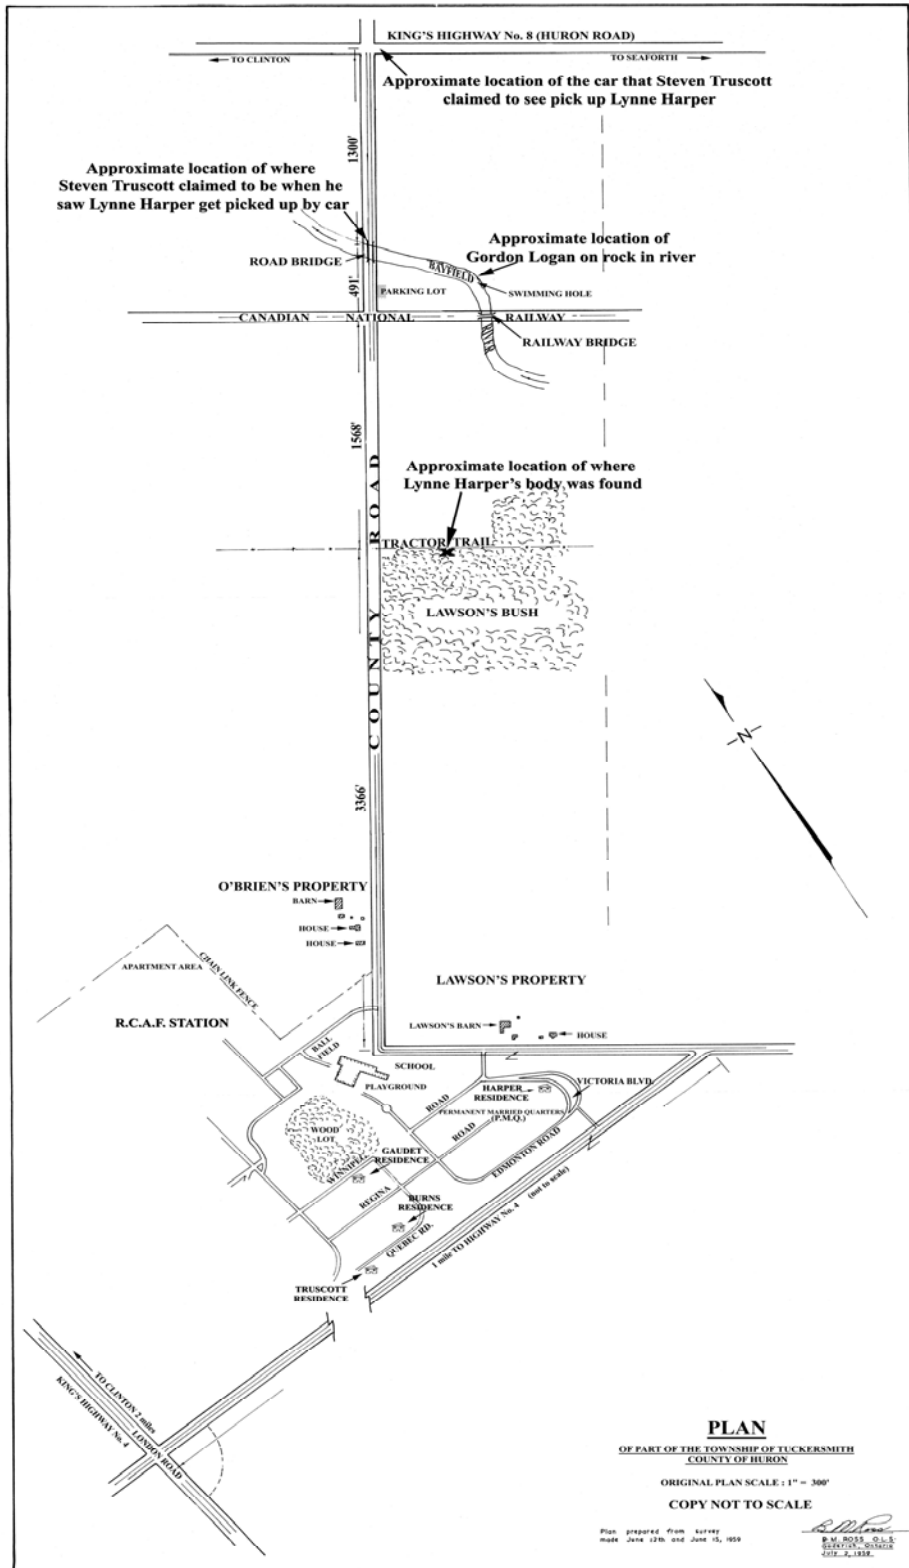 KING'S HIGHWAY No. 8 (HURON ROAD)
TO CLINTON
TO SEAFORTH
Approximate location of the car that Steven Truscott
claimed to see pick up Lynne Harper
1300'
Approximate location of where
Steven Truscott claimed to be when he
saw Lynne Harper get picked up by car
Approximate location of
Gordon Logan on rock in river
ROAD BRIDGE
BAYFIELD
491'
PARKING LOT
SWIMMING HOLE
CANADIAN NATIONAL RAILWAY
RIVER
RAILWAY BRIDGE
1568'
Approximate location of where
Lynne Harper's body was found
TRACTOR TRAIL
LAWSON'S BUSH
COUNTY ROAD
N
3366'
O'BRIEN'S PROPERTY
BARN
HOUSE
HOUSE
CHAIN LINK FENCE
APARTMENT AREA
LAWSON'S PROPERTY
R.C.A.F. STATION
LAWSON'S BARN
HOUSE
BALL
FIELD
SCHOOL
PLAYGROUND
HARPER
RESIDENCE
VICTORIA BLVD.
ROAD
PERMANENT MARRIED QUARTERS
(P.M.Q.)
WOOD
LOT
ROAD
GAUDET
RESIDENCE
EDMONTON ROAD
WINNIPEG
REGINA
BURNS
RESIDENCE
QUEBEC RD.
1 mile TO HIGHWAY No. 4 (not to scale)
TRUSCOTT
RESIDENCE
TO CLINTON 2 miles
KING'S HIGHWAY No. 4
LONDON ROAD
PLAN
OF PART OF THE TOWNSHIP OF TUCKERSMITH
COUNTY OF HURON
ORIGINAL PLAN SCALE : 1" = 300'
COPY NOT TO SCALE
Plan prepared from survey
made June 12th and June 15, 1959
B M Ross
B. M. ROSS O.L.S.
Goderich, Ontario
July 2, 1959